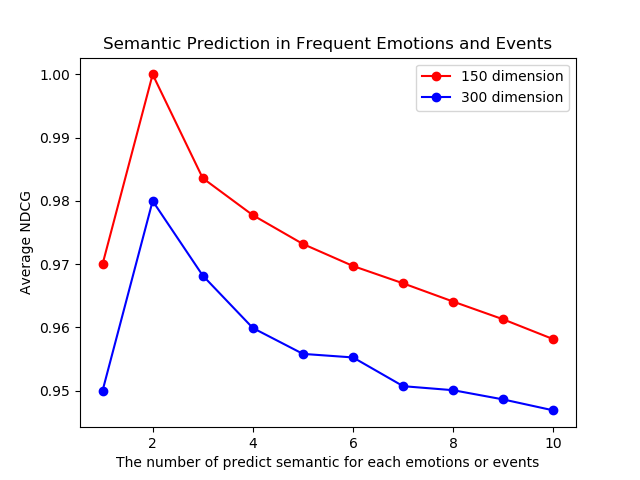 Semantic Prediction in Frequent Emotions and Events
150 dimension
300 dimension
1.00
0.99
0.98
0.97
0.96
0.95
Average NDCG
2 4 6 8 10
The number of predict semantic for each emotions or events